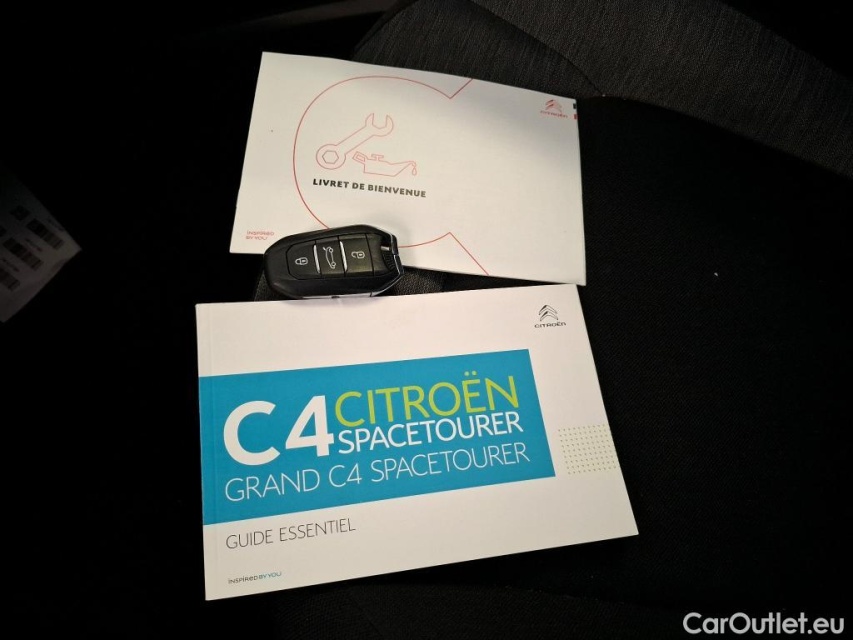 CITROËN
LIVRET DE BIENVENUE
INSPIRED
BY YOU
CITROËN
C4 CITROËN
SPACETOURER
GRAND C4 SPACETOURER
GUIDE ESSENTIEL
INSPIRED BY YOU
CarOutlet.eu